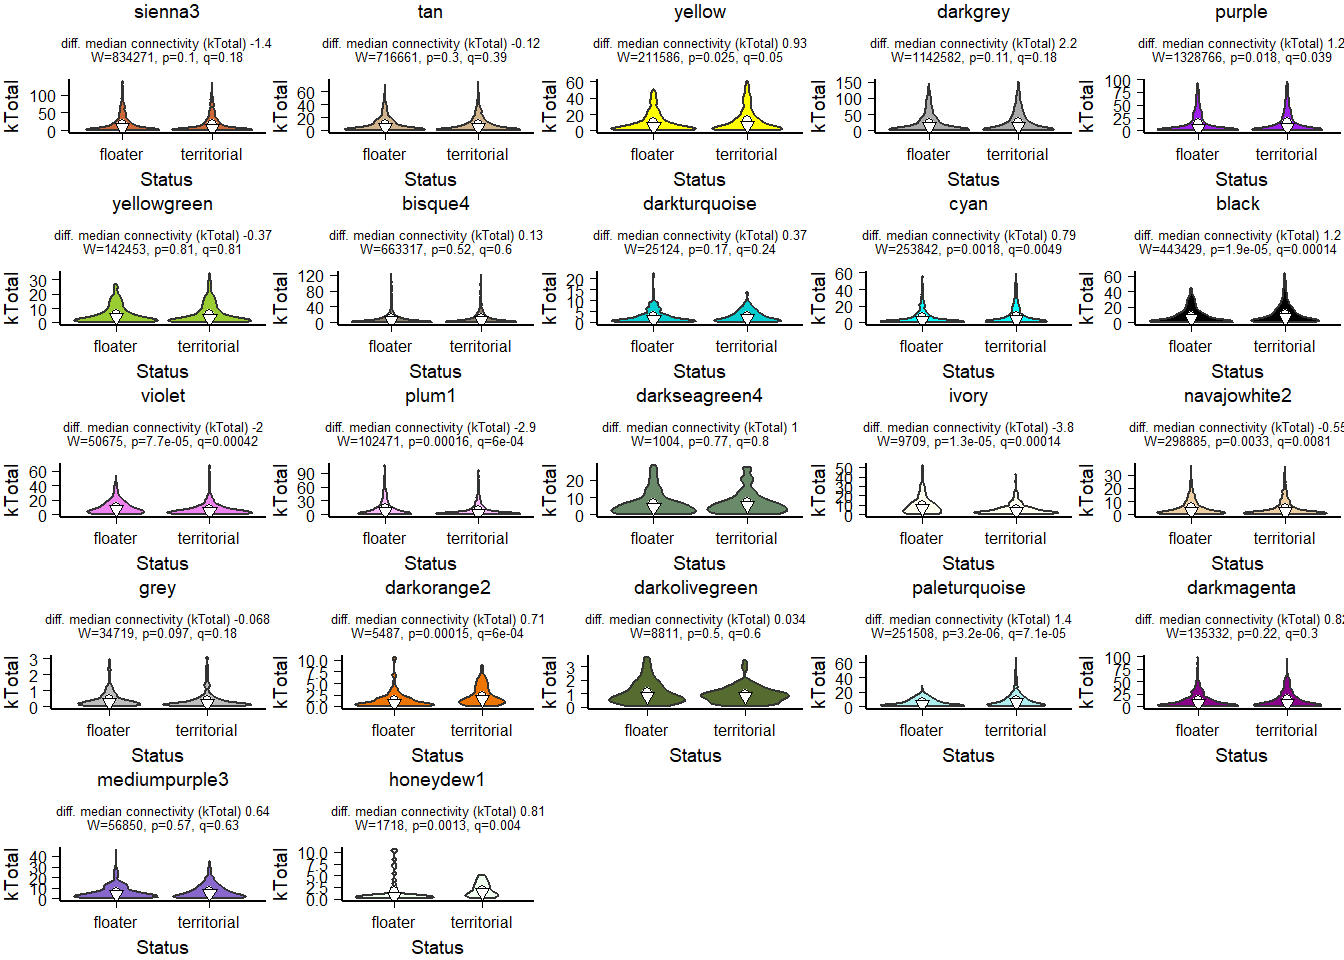 sienna3
diff. median connectivity (kTotal) -1.4
W=834271, p=0.1, q=0.18
kTotal
100
50
0
floater territorial
Status
tan
diff. median connectivity (kTotal) -0.12
W=716661, p=0.3, q=0.39
kTotal
60
40
20
0
floater territorial
Status
yellow
diff. median connectivity (kTotal) 0.93
W=211586, p=0.025, q=0.05
kTotal
60
40
20
0
floater territorial
Status
darkgrey
diff. median connectivity (kTotal) 2.2
W=1142582, p=0.11, q=0.18
kTotal
150
100
50
0
floater territorial
Status
purple
diff. median connectivity (kTotal) 1.2
W=1328766, p=0.018, q=0.039
kTotal
100
75
50
25
0
floater territorial
Status
yellowgreen
diff. median connectivity (kTotal) -0.37
W=142453, p=0.81, q=0.81
kTotal
30
20
10
0
floater territorial
Status
bisque4
diff. median connectivity (kTotal) 0.13
W=663317, p=0.52, q=0.6
kTotal
120
80
40
0
floater territorial
Status
darkturquoise
diff. median connectivity (kTotal) 0.37
W=25124, p=0.17, q=0.24
kTotal
20
15
10
5
0
floater territorial
Status
cyan
diff. median connectivity (kTotal) 0.79
W=253842, p=0.0018, q=0.0049
kTotal
60
40
20
0
floater territorial
Status
black
diff. median connectivity (kTotal) 1.2
W=443429, p=1.9e-05, q=0.00014
kTotal
60
40
20
0
floater territorial
Status
violet
diff. median connectivity (kTotal) -2
W=50675, p=7.7e-05, q=0.00042
kTotal
60
40
20
0
floater territorial
Status
plum1
diff. median connectivity (kTotal) -2.9
W=102471, p=0.00016, q=6e-04
kTotal
90
60
30
0
floater territorial
Status
darkseagreen4
diff. median connectivity (kTotal) 1
W=1004, p=0.77, q=0.8
kTotal
20
10
0
floater territorial
Status
ivory
diff. median connectivity (kTotal) -3.8
W=9709, p=1.3e-05, q=0.00014
kTotal
50
40
30
20
10
0
floater territorial
Status
navajowhite2
diff. median connectivity (kTotal) -0.55
W=298885, p=0.0033, q=0.0081
kTotal
30
20
10
0
floater territorial
Status
grey
diff. median connectivity (kTotal) -0.068
W=34719, p=0.097, q=0.18
kTotal
3
2
1
0
floater territorial
Status
darkorange2
diff. median connectivity (kTotal) 0.71
W=5487, p=0.00015, q=6e-04
kTotal
10.0
7.5
5.0
2.5
0.0
floater territorial
Status
darkolivegreen
diff. median connectivity (kTotal) 0.034
W=8811, p=0.5, q=0.6
kTotal
3
2
1
0
floater territorial
Status
paleturquoise
diff. median connectivity (kTotal) 1.4
W=251508, p=3.2e-06, q=7.1e-05
kTotal
60
40
20
0
floater territorial
Status
darkmagenta
diff. median connectivity (kTotal) 0.82
W=135332, p=0.22, q=0.3
kTotal
100
75
50
25
0
floater territorial
Status
mediumpurple3
diff. median connectivity (kTotal) 0.64
W=56850, p=0.57, q=0.63
kTotal
40
30
20
10
0
floater territorial
Status
honeydew1
diff. median connectivity (kTotal) 0.81
W=1718, p=0.0013, q=0.004
kTotal
10.0
7.5
5.0
2.5
0.0
floater territorial
Status